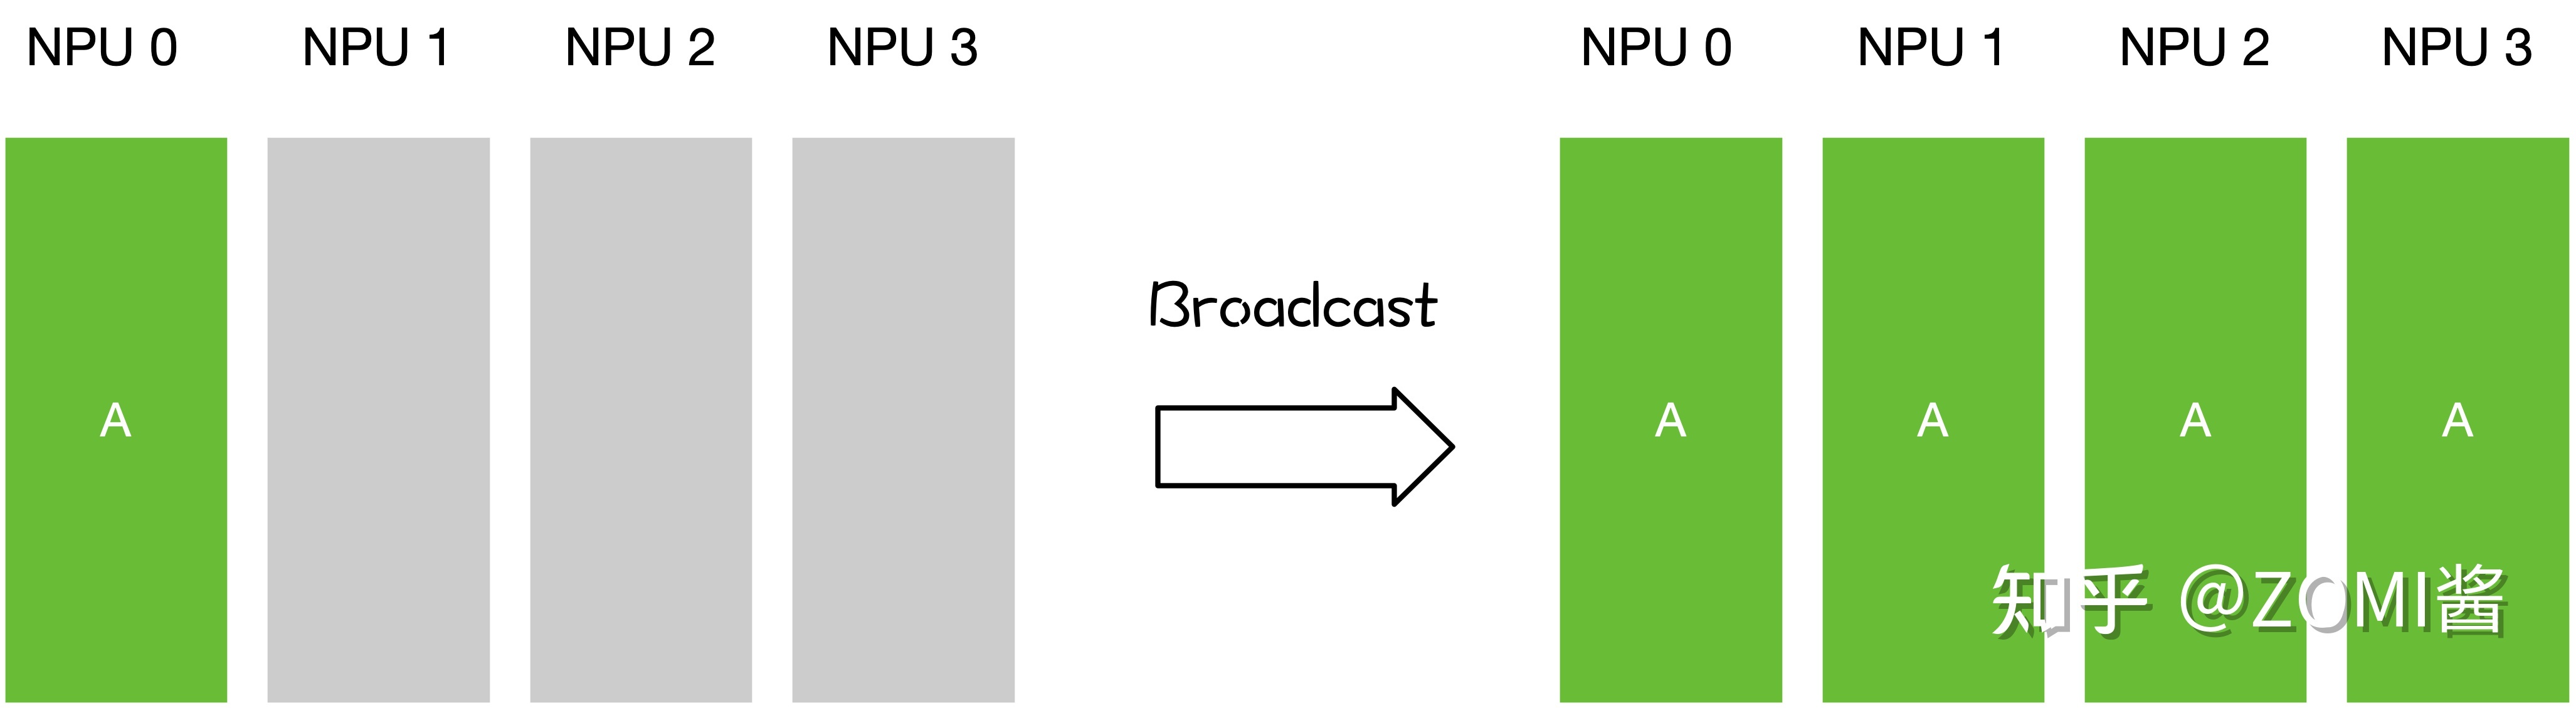 NPU 0 NPU 1 NPU 2 NPU 3 NPU 0 NPU 1 NPU 2 NPU 3
Broadcast
A A A A A
知乎 @ZOMI酱